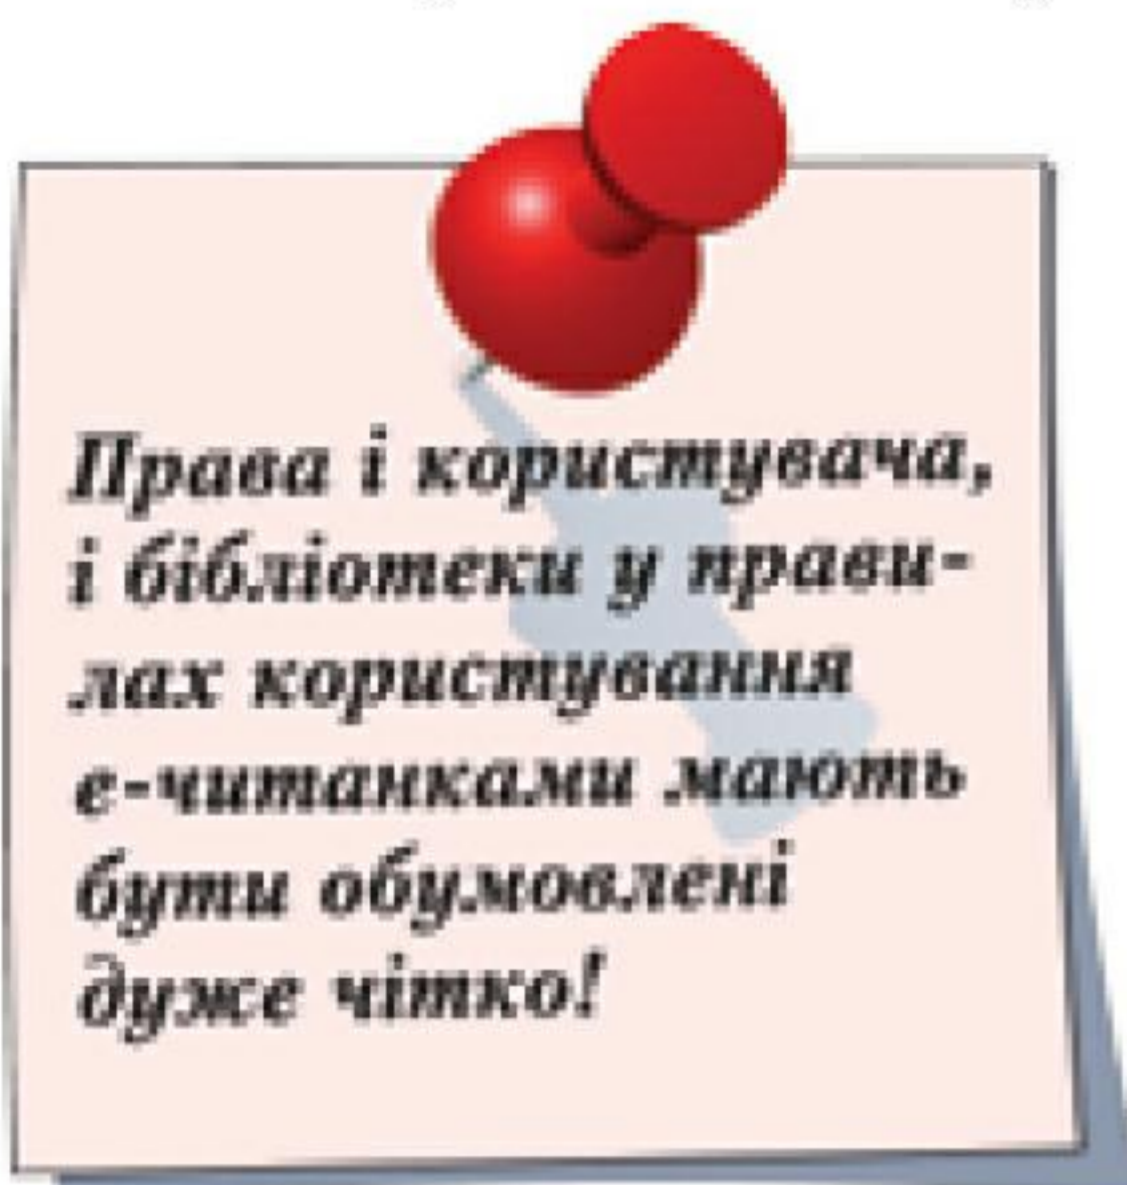 Права і користувача,
і бібліотеки у прави-
лах користування
е-читанками мають
бути обумовлені
дуже чітко!